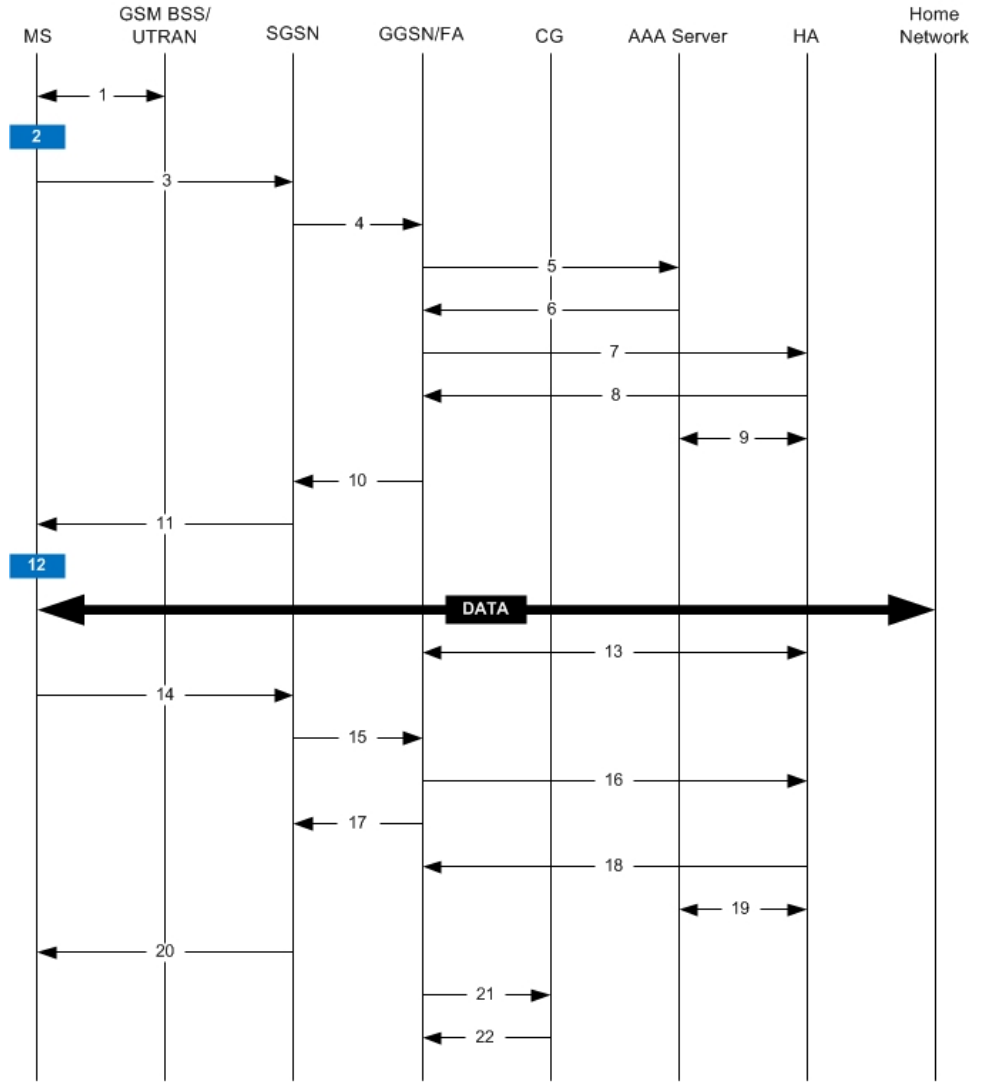 MS
GSM BSS/
UTRAN
SGSN
GGSN/FA
CG
AAA Server
HA
Home
Network
1
2
3
4
5
6
7
8
9
10
11
12
DATA
13
14
15
16
17
18
19
20
21
22